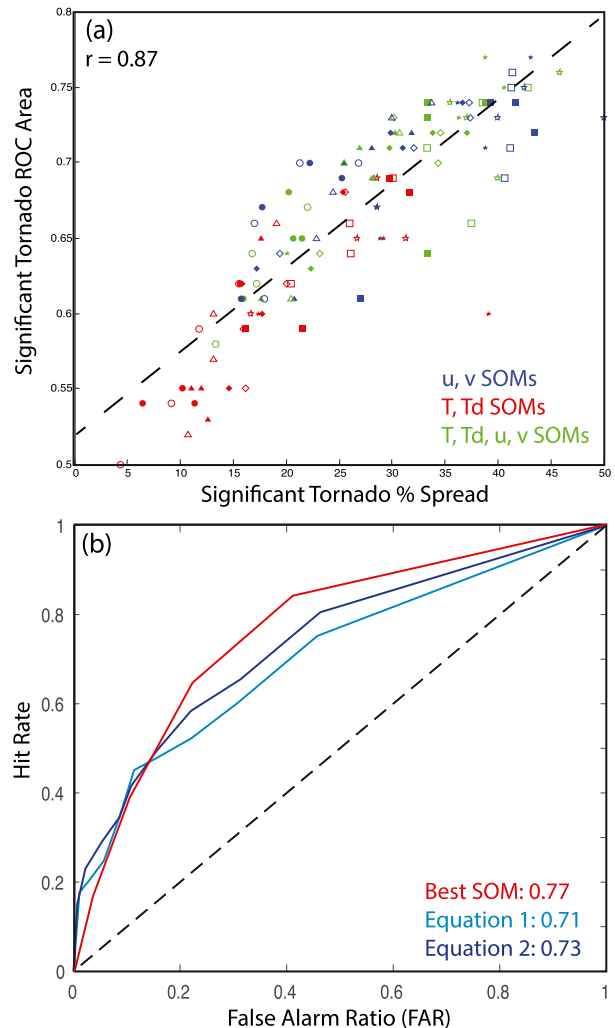 (a)
r = 0.87
0.8
0.75
0.7
0.65
0.6
0.55
0.5
Significant Tornado ROC Area
u, v SOMs
T, Td SOMs
T, Td, u, v SOMs
0 5 10 15 20 25 30 35 40 45 50
Significant Tornado % Spread
(b)
1
0.8
0.6
0.4
0.2
0
Hit Rate
Best SOM: 0.77
Equation 1: 0.71
Equation 2: 0.73
0 0.2 0.4 0.6 0.8 1
False Alarm Ratio (FAR)